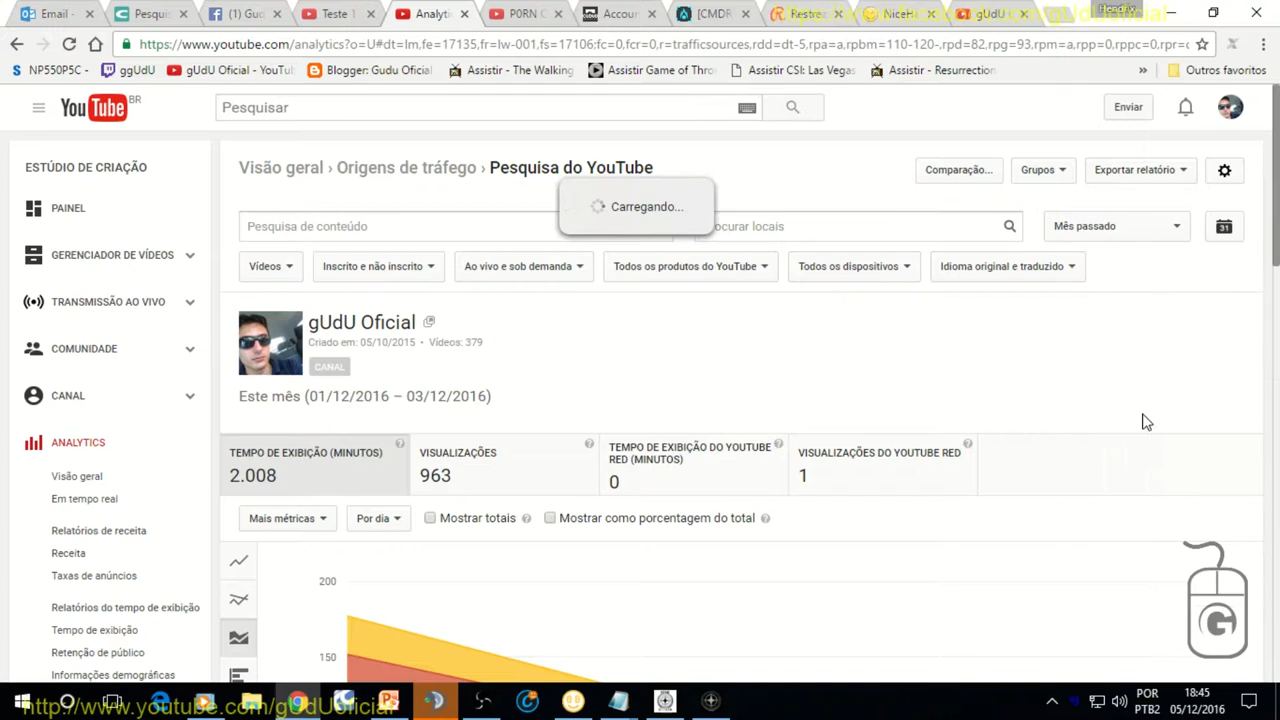 Email -
Pesqui
(1) Gud
Teste 1
Analyti
P0RN C
Accoun
[CMDR
Restrea
NiceH
gUdU
Hendrix
https://www.youtube.com/analytics?o=U#dt=lm,fe=17135,fr=lw-001,fs=17106:fc=0,fcr=0,r=trafficsources,rdd=dt-5,rpa=a,rpbm=110-120-,rpd=82,rpg=93,rpm=a,rpp=0,rppc=0,rpr=c
NP550P5C -
ggUdU
gUdU Oficial - YouTu
Blogger: Gudu Oficial
Assistir - The Walking
Assistir Game of Thro
Assistir CSI: Las Vegas
Assistir - Resurrection
»
Outros favoritos
YouTube BR
Pesquisar
Enviar
ESTÚDIO DE CRIAÇÃO
PAINEL
GERENCIADOR DE VÍDEOS
TRANSMISSÃO AO VIVO
COMUNIDADE
CANAL
ANALYTICS
Visão geral
Em tempo real
Relatórios de receita
Receita
Taxas de anúncios
Relatórios do tempo de exibição
Tempo de exibição
Retenção de público
Informações demográficas
Visão geral › Origens de tráfego › Pesquisa do YouTube
Comparação...
Grupos
Exportar relatório
Carregando...
Pesquisa de conteúdo
ocurar locais
Mês passado
31
Vídeos
Inscrito e não inscrito
Ao vivo e sob demanda
Todos os produtos do YouTube
Todos os dispositivos
Idioma original e traduzido
gUdU Oficial
Criado em: 05/10/2015 • Vídeos: 379
CANAL
Este mês (01/12/2016 – 03/12/2016)
TEMPO DE EXIBIÇÃO (MINUTOS)
2.008
VISUALIZAÇÕES
963
TEMPO DE EXIBIÇÃO DO YOUTUBE
RED (MINUTOS)
0
VISUALIZAÇÕES DO YOUTUBE RED
1
Mais métricas
Por dia
Mostrar totais
Mostrar como porcentagem do total
200
150
G
http://www.youtube.com/gUdUoficial
POR
PTB2
18:45
05/12/2016